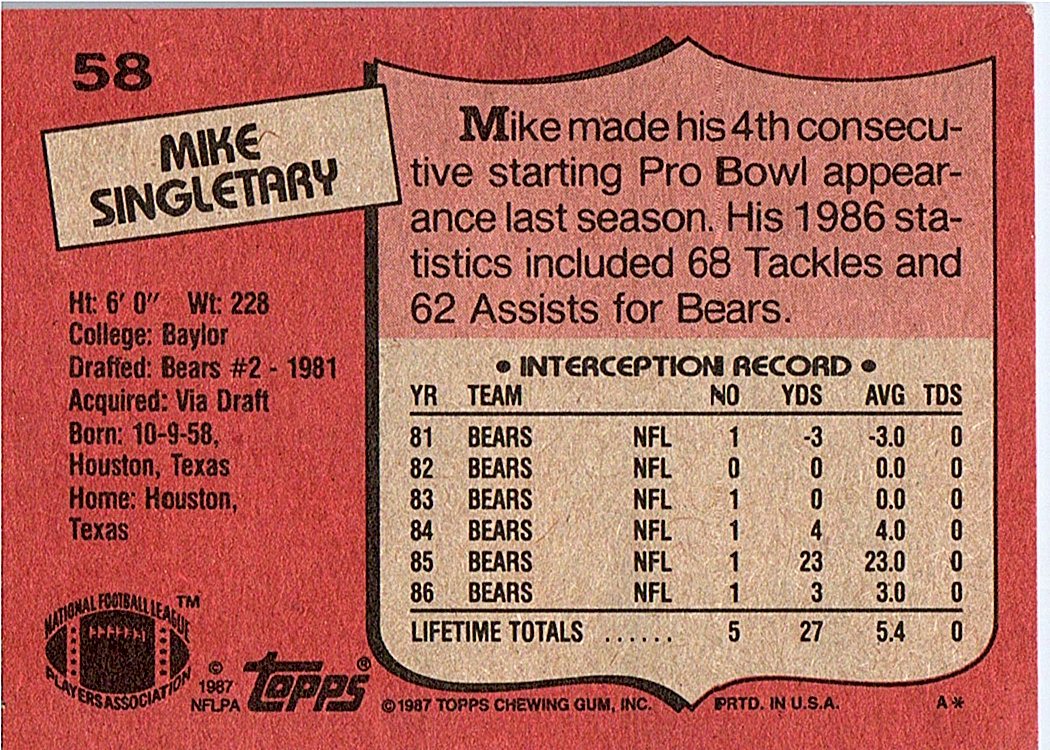 58
MIKE
SINGLETARY
Ht: 6' 0" Wt: 228
College: Baylor
Drafted: Bears #2 - 1981
Acquired: Via Draft
Born: 10-9-58,
Houston, Texas
Home: Houston,
Texas
NATIONAL FOOTBALL LEAGUE ™
PLAYERS ASSOCIATION
©
1987
NFLPA
Topps ®
Mike made his 4th consecu-
tive starting Pro Bowl appear-
ance last season. His 1986 sta-
tistics included 68 Tackles and
62 Assists for Bears.
• INTERCEPTION RECORD •
YR TEAM NO YDS AVG TDS
81 BEARS NFL 1 -3 -3.0 0
82 BEARS NFL 0 0 0.0 0
83 BEARS NFL 1 0 0.0 0
84 BEARS NFL 1 4 4.0 0
85 BEARS NFL 1 23 23.0 0
86 BEARS NFL 1 3 3.0 0
LIFETIME TOTALS ...... 5 27 5.4 0
©1987 TOPPS CHEWING GUM, INC. PRTD. IN U.S.A. A*